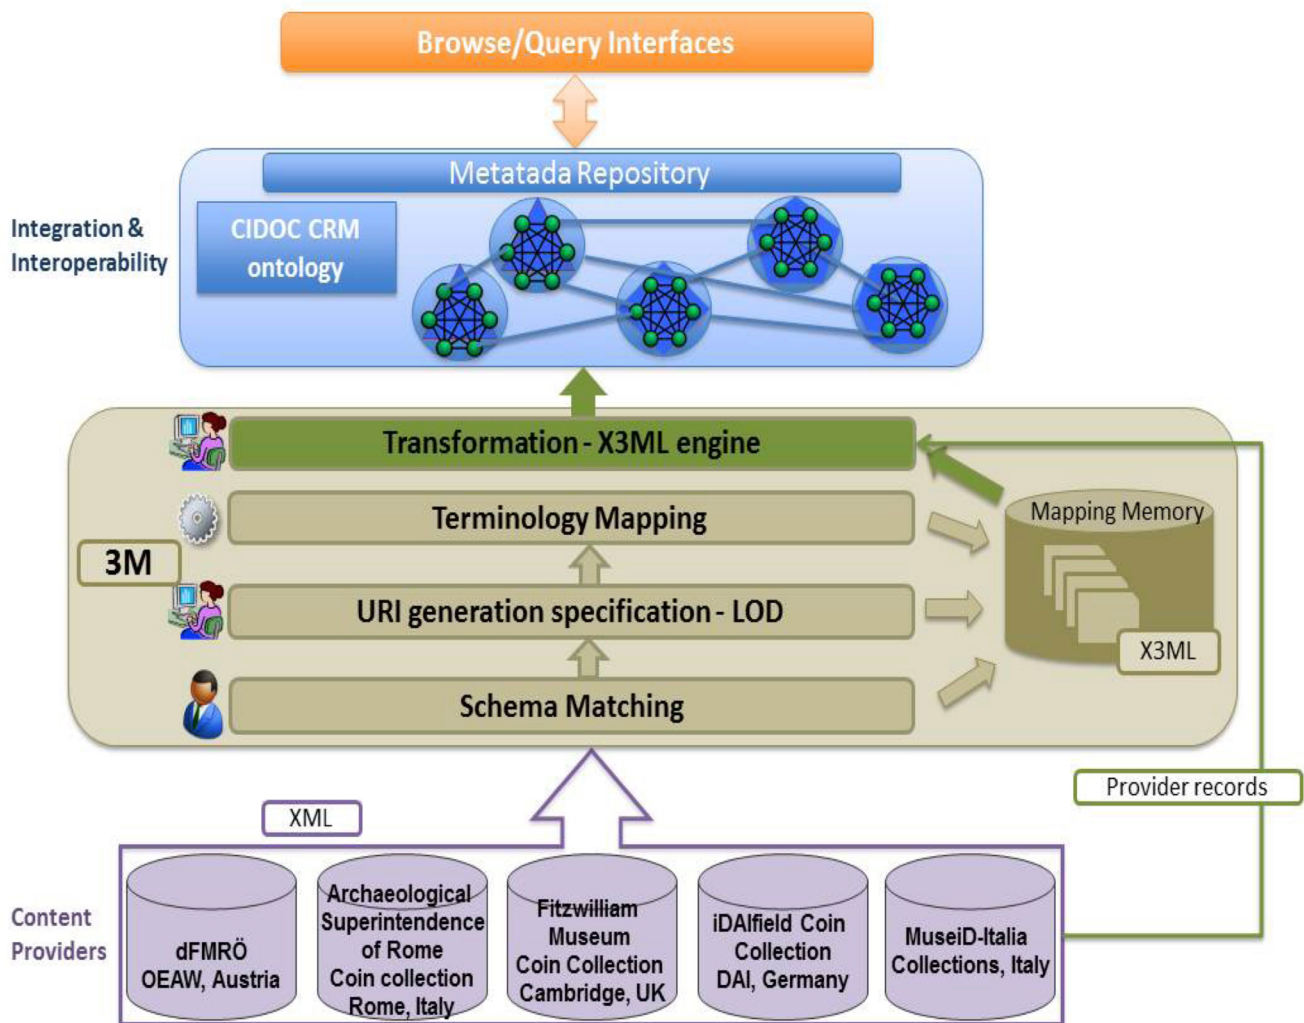 Browse/Query Interfaces
Metatada Repository
Integration &
Interoperability
CIDOC CRM
ontology
Transformation - X3ML engine
Terminology Mapping
Mapping Memory
3M
URI generation specification - LOD
X3ML
Schema Matching
Provider records
XML
Content
Providers
dFMRÖ
OEAW, Austria
Archaeological
Superintendence
of Rome
Coin collection
Rome, Italy
Fitzwilliam
Museum
Coin Collection
Cambridge, UK
iDAIfield Coin
Collection
DAI, Germany
MuseiD-Italia
Collections, Italy